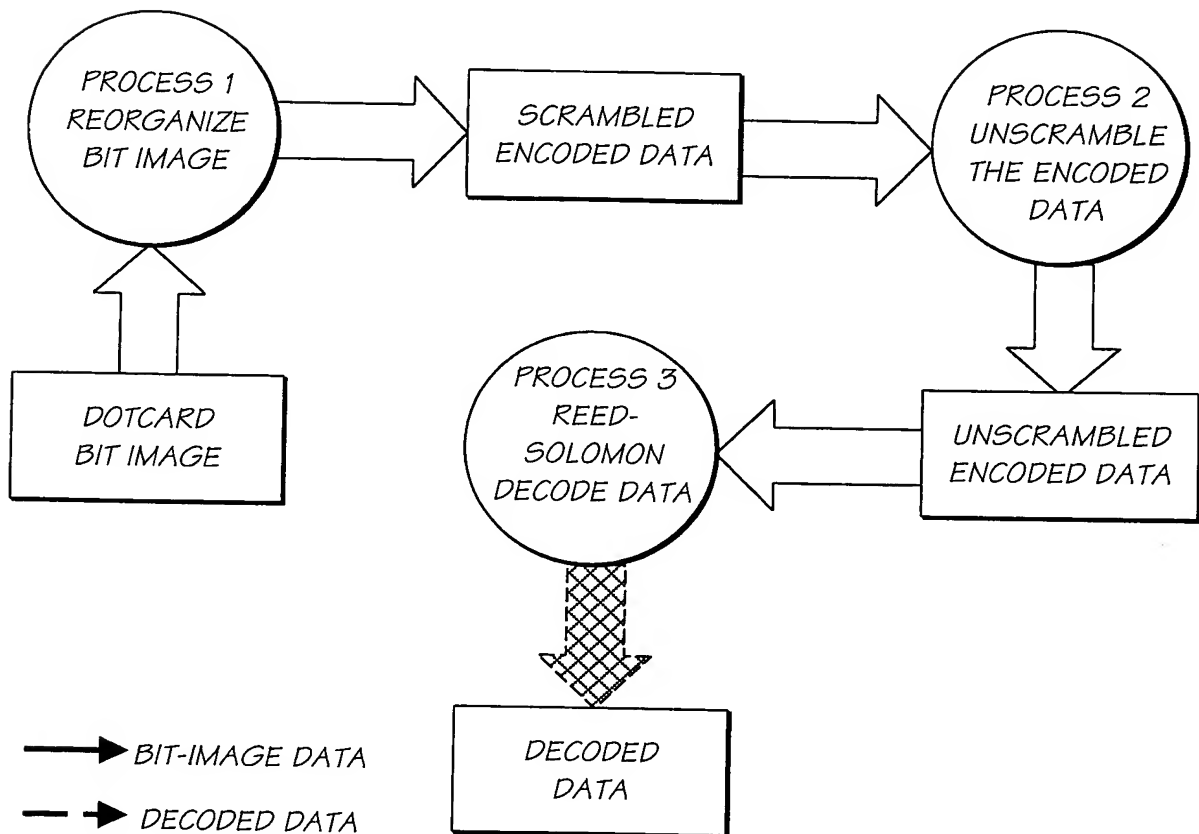 PROCESS 1
REORGANIZE
BIT IMAGE
SCRAMBLED
ENCODED DATA
PROCESS 2
UNSCRAMBLE
THE ENCODED
DATA
DOTCARD
BIT IMAGE
PROCESS 3
REED-
SOLOMON
DECODE DATA
UNSCRAMBLED
ENCODED DATA
DECODED
DATA
BIT-IMAGE DATA
DECODED DATA